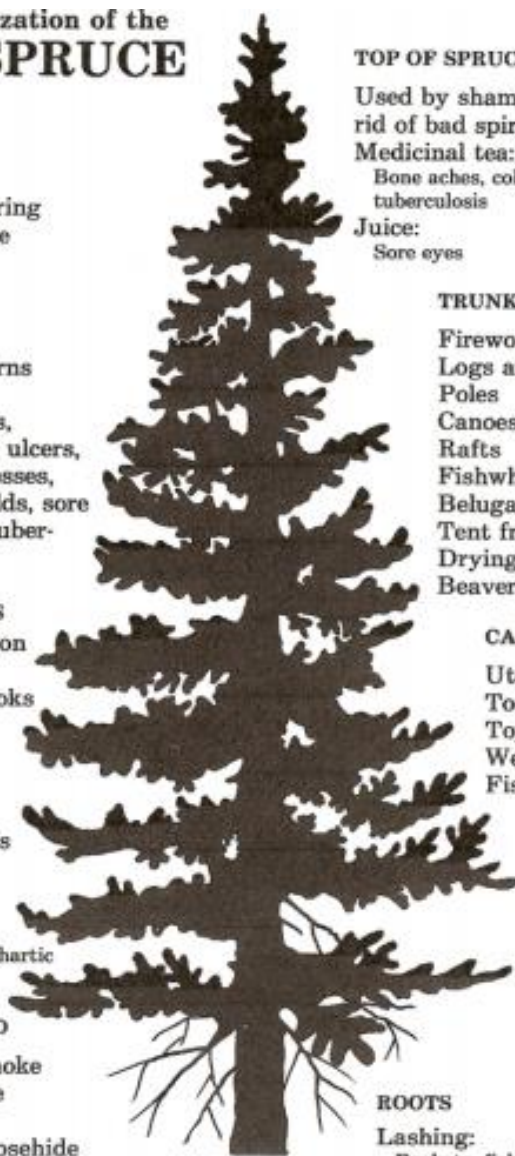 zation of the
SPRUCE
ring
e
rns
s,
ulcers,
sses,
lds, sore
uber-
s
on
oks
s
hartic
o
noke
e
osehide
TOP OF SPRUC
Used by sham
rid of bad spir
Medicinal tea:
Bone aches, col
tuberculosis
Juice:
Sore eyes
TRUNK
Firewo
Logs a
Poles
Canoes
Rafts
Fishwh
Beluga
Tent fr
Drying
Beaver
CA
Ut
To
To
We
Fis
ROOTS
Lashing: